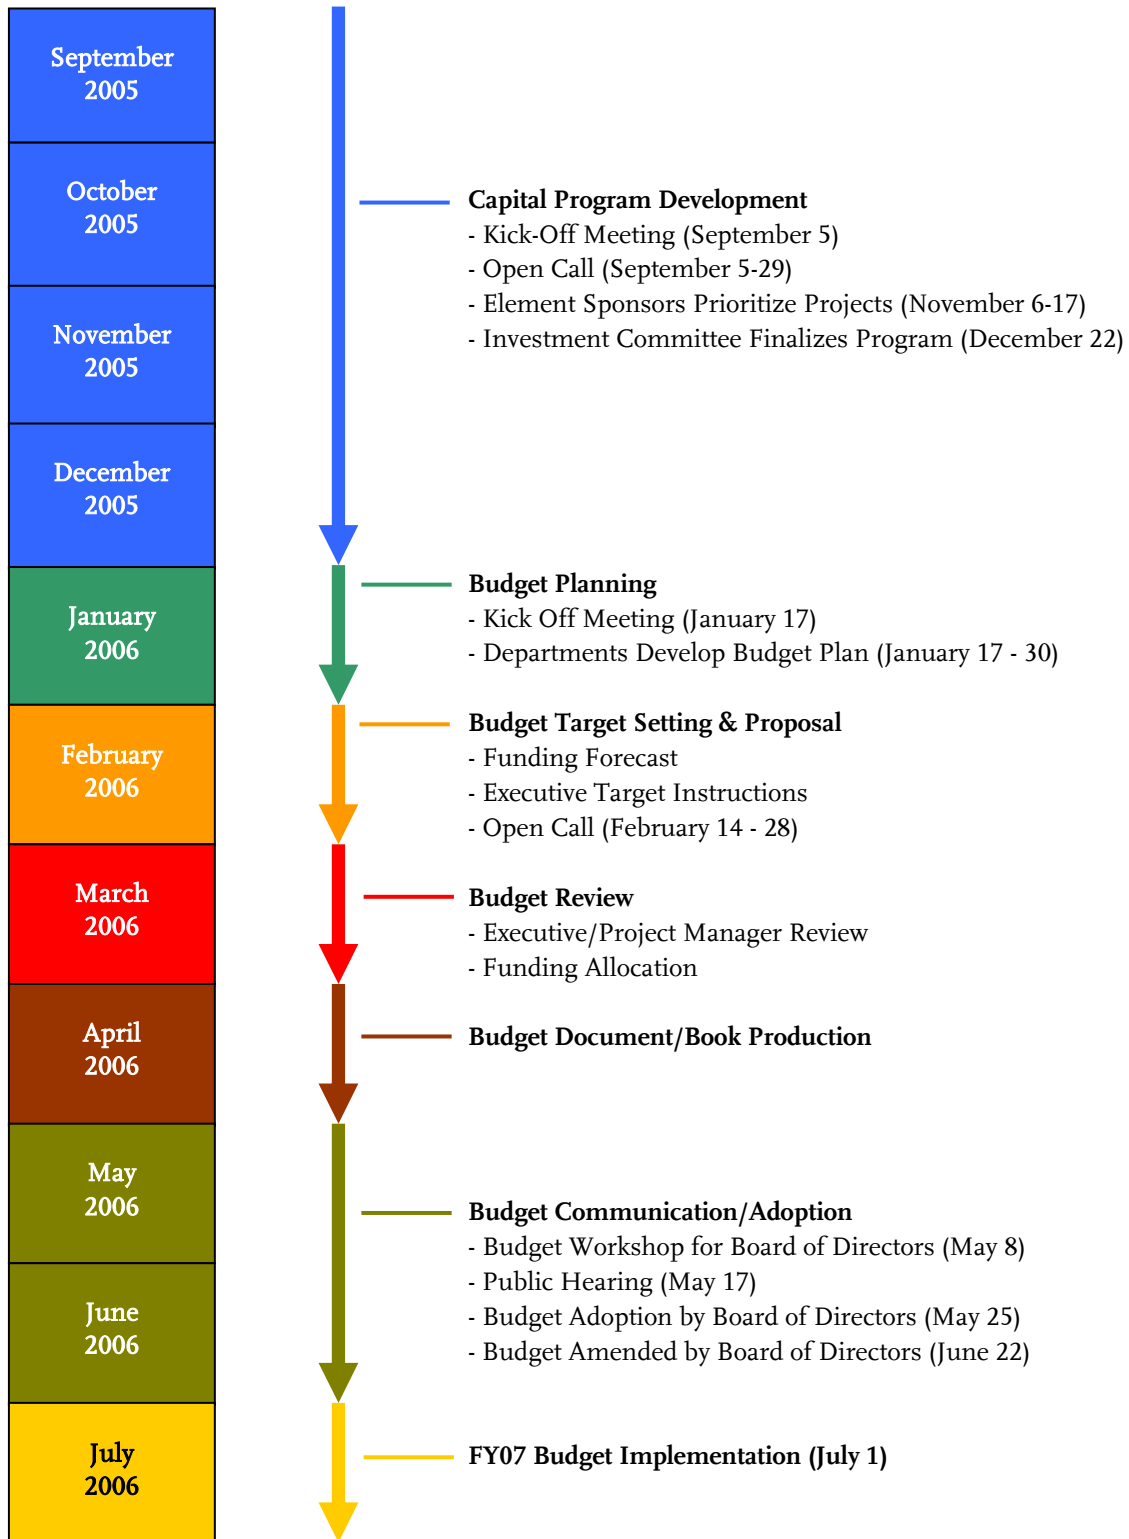 September
2005
October
2005
Capital Program Development
- Kick-Off Meeting (September 5)
- Open Call (September 5-29)
- Element Sponsors Prioritize Projects (November 6-17)
- Investment Committee Finalizes Program (December 22)
November
2005
December
2005
January
2006
Budget Planning
- Kick Off Meeting (January 17)
- Departments Develop Budget Plan (January 17 - 30)
February
2006
Budget Target Setting & Proposal
- Funding Forecast
- Executive Target Instructions
- Open Call (February 14 - 28)
March
2006
Budget Review
- Executive/Project Manager Review
- Funding Allocation
April
2006
Budget Document/Book Production
May
2006
June
2006
Budget Communication/Adoption
- Budget Workshop for Board of Directors (May 8)
- Public Hearing (May 17)
- Budget Adoption by Board of Directors (May 25)
- Budget Amended by Board of Directors (June 22)
July
2006
FY07 Budget Implementation (July 1)